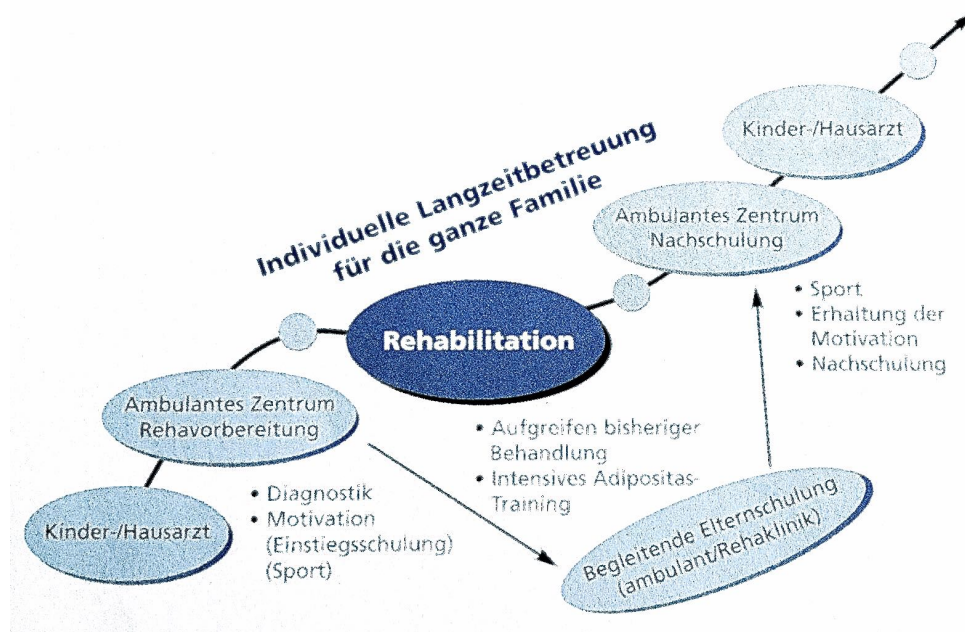 Kinder-/Hausarzt
Individuelle Langzeitbetreuung
für die ganze Familie
Ambulantes Zentrum
Nachschulung
• Sport
• Erhaltung der
Motivation
• Nachschulung
Rehabilitation
Ambulantes Zentrum
Rehavorbereitung
• Aufgreifen bisheriger
Behandlung
• Intensives Adipositas-
Training
• Diagnostik
• Motivation
(Einstiegsschulung)
(Sport)
Kinder-/Hausarzt
Begleitende Elternschulung
(ambulant/Rehaklinik)